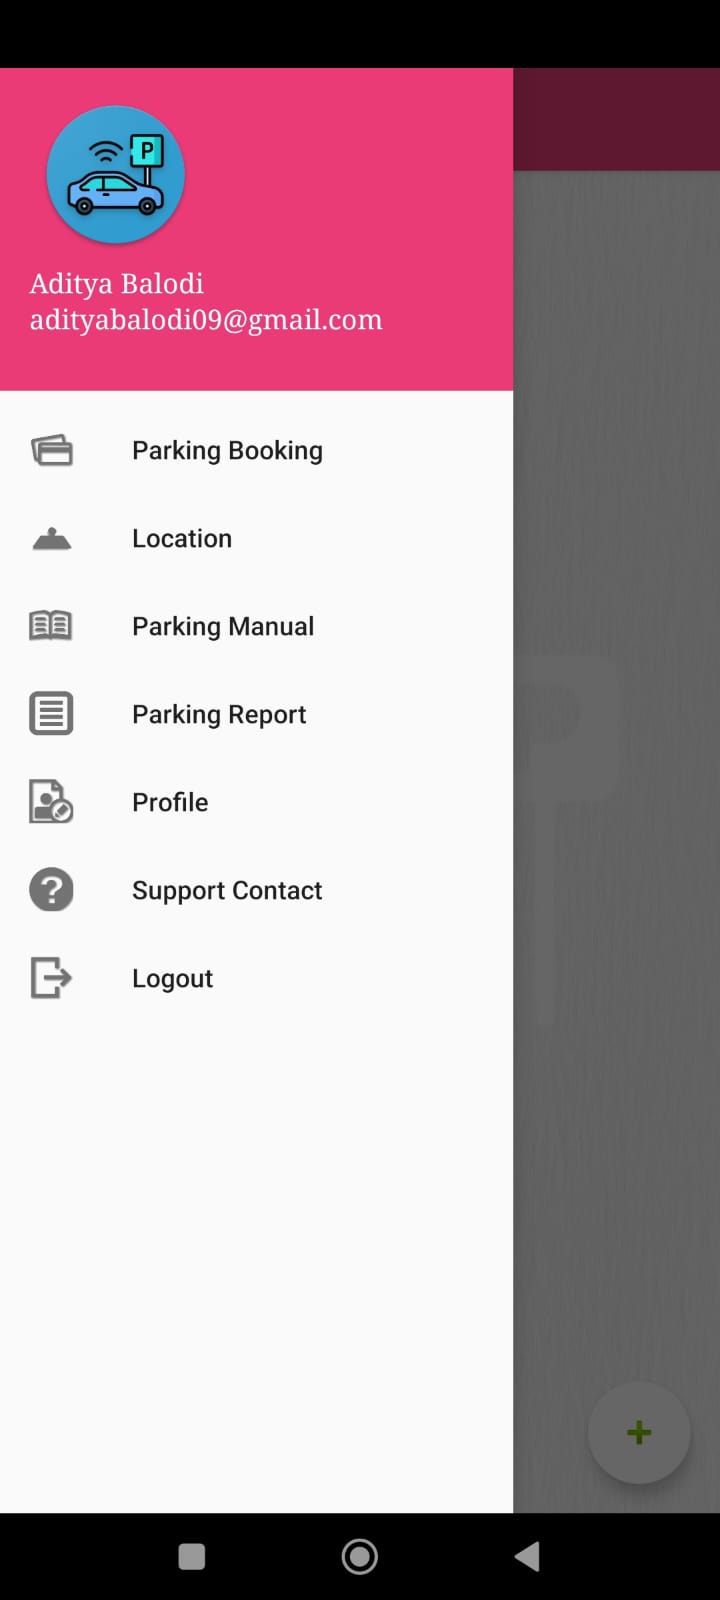 P
Aditya Balodi
adityabalodi09@gmail.com
Parking Booking
Location
Parking Manual
Parking Report
Profile
Support Contact
Logout
P